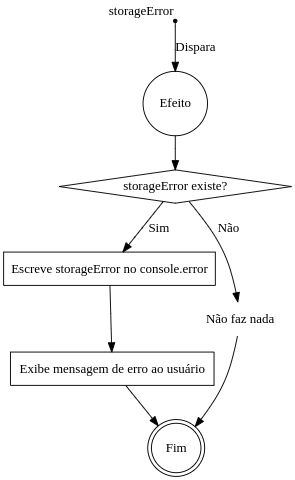 storageError
Dispara
Efeito
storageError existe?
Sim
Não
Escreve storageError no console.error
Não faz nada
Exibe mensagem de erro ao usuário
Fim